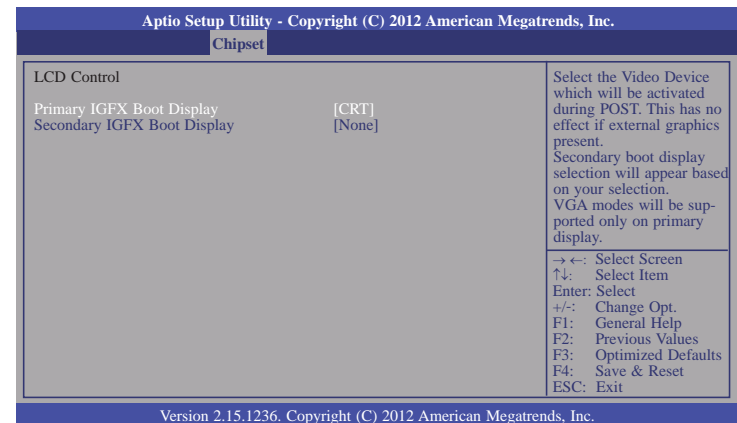 Aptio Setup Utility - Copyright (C) 2012 American Megatrends, Inc.
Chipset
LCD Control
Primary IGFX Boot Display [CRT]
Secondary IGFX Boot Display [None]
Select the Video Device
which will be activated
during POST. This has no
effect if external graphics
present.
Secondary boot display
selection will appear based
on your selection.
VGA modes will be sup-
ported only on primary
display.
→←: Select Screen
↑↓: Select Item
Enter: Select
+/-: Change Opt.
F1: General Help
F2: Previous Values
F3: Optimized Defaults
F4: Save & Reset
ESC: Exit
Version 2.15.1236. Copyright (C) 2012 American Megatrends, Inc.